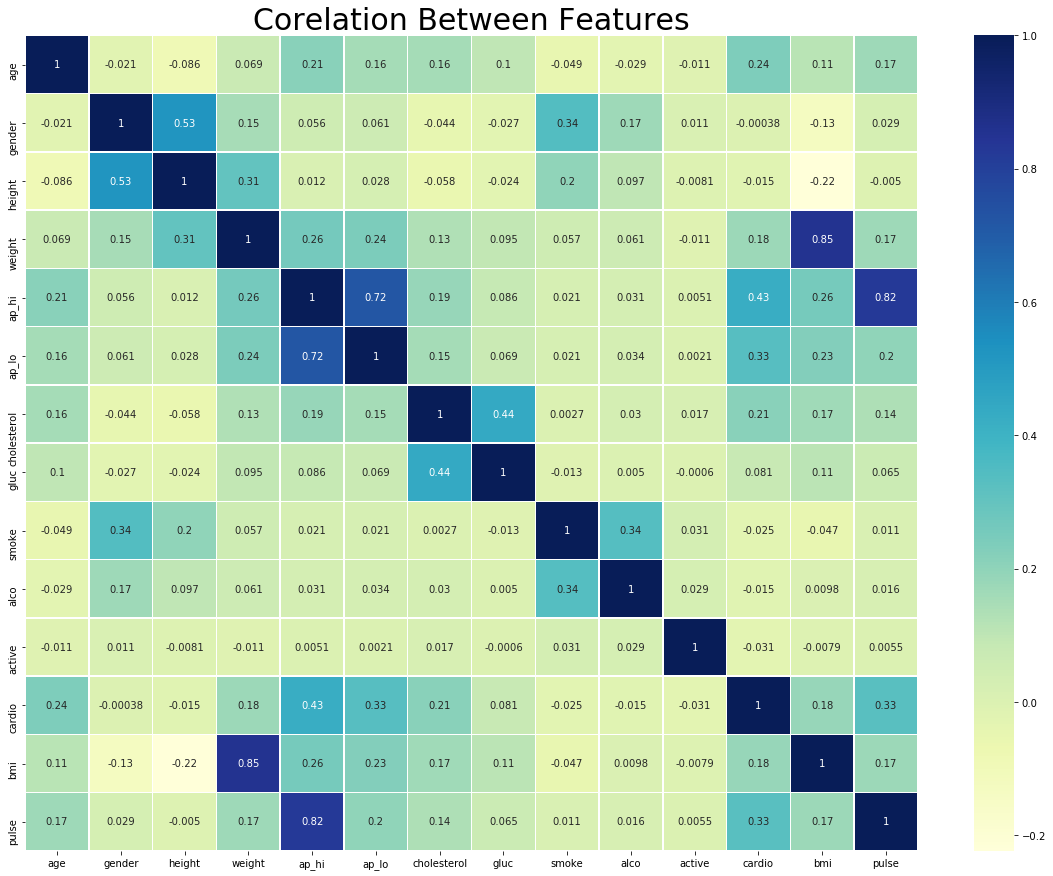 Corelation Between Features
age 1 -0.021 -0.086 0.069 0.21 0.16 0.16 0.1 -0.049 -0.029 -0.011 0.24 0.11 0.17
gender -0.021 1 0.53 0.15 0.056 0.061 -0.044 -0.027 0.34 0.17 0.011 -0.00038 -0.13 0.029
height -0.086 0.53 1 0.31 0.012 0.028 -0.058 -0.024 0.2 0.097 -0.0081 -0.015 -0.22 -0.005
weight 0.069 0.15 0.31 1 0.26 0.24 0.13 0.095 0.057 0.061 -0.011 0.18 0.85 0.17
ap_hi 0.21 0.056 0.012 0.26 1 0.72 0.19 0.086 0.021 0.031 0.0051 0.43 0.26 0.82
ap_lo 0.16 0.061 0.028 0.24 0.72 1 0.15 0.069 0.021 0.034 0.0021 0.33 0.23 0.2
cholesterol 0.16 -0.044 -0.058 0.13 0.19 0.15 1 0.44 0.0027 0.03 0.017 0.21 0.17 0.14
gluc 0.1 -0.027 -0.024 0.095 0.086 0.069 0.44 1 -0.013 0.005 -0.0006 0.081 0.11 0.065
smoke -0.049 0.34 0.2 0.057 0.021 0.021 0.0027 -0.013 1 0.34 0.031 -0.025 -0.047 0.011
alco -0.029 0.17 0.097 0.061 0.031 0.034 0.03 0.005 0.34 1 0.029 -0.015 0.0098 0.016
active -0.011 0.011 -0.0081 -0.011 0.0051 0.0021 0.017 -0.0006 0.031 0.029 1 -0.031 -0.0079 0.0055
cardio 0.24 -0.00038 -0.015 0.18 0.43 0.33 0.21 0.081 -0.025 -0.015 -0.031 1 0.18 0.33
bmi 0.11 -0.13 -0.22 0.85 0.26 0.23 0.17 0.11 -0.047 0.0098 -0.0079 0.18 1 0.17
pulse 0.17 0.029 -0.005 0.17 0.82 0.2 0.14 0.065 0.011 0.016 0.0055 0.33 0.17 1
age gender height weight ap_hi ap_lo cholesterol gluc smoke alco active cardio bmi pulse
1.0
0.8
0.6
0.4
0.2
0.0
−0.2